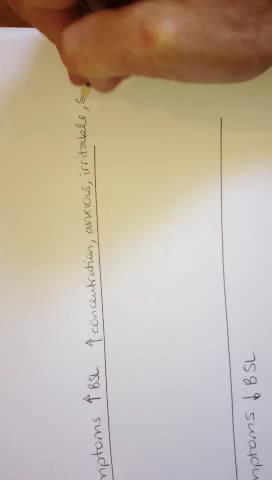 mptoms ↑ BSL ↑ concentration, anxious, irritable, s
mptoms ↓ BSL.